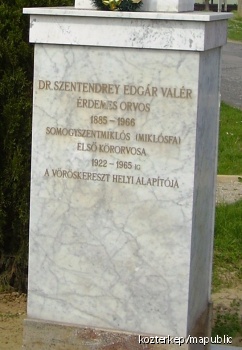 DR. SZENTENDREY EDGÁR VALÉR
ÉRDEMES ORVOS
1885 - 1966
SOMOGYSZENTMIKLÓS (MIKLÓSFA)
ELSŐ KÖRORVOSA
1922 - 1965 IG
A VÖRÖSKERESZT HELYI ALAPÍTÓJA
kozterkep/mapublic